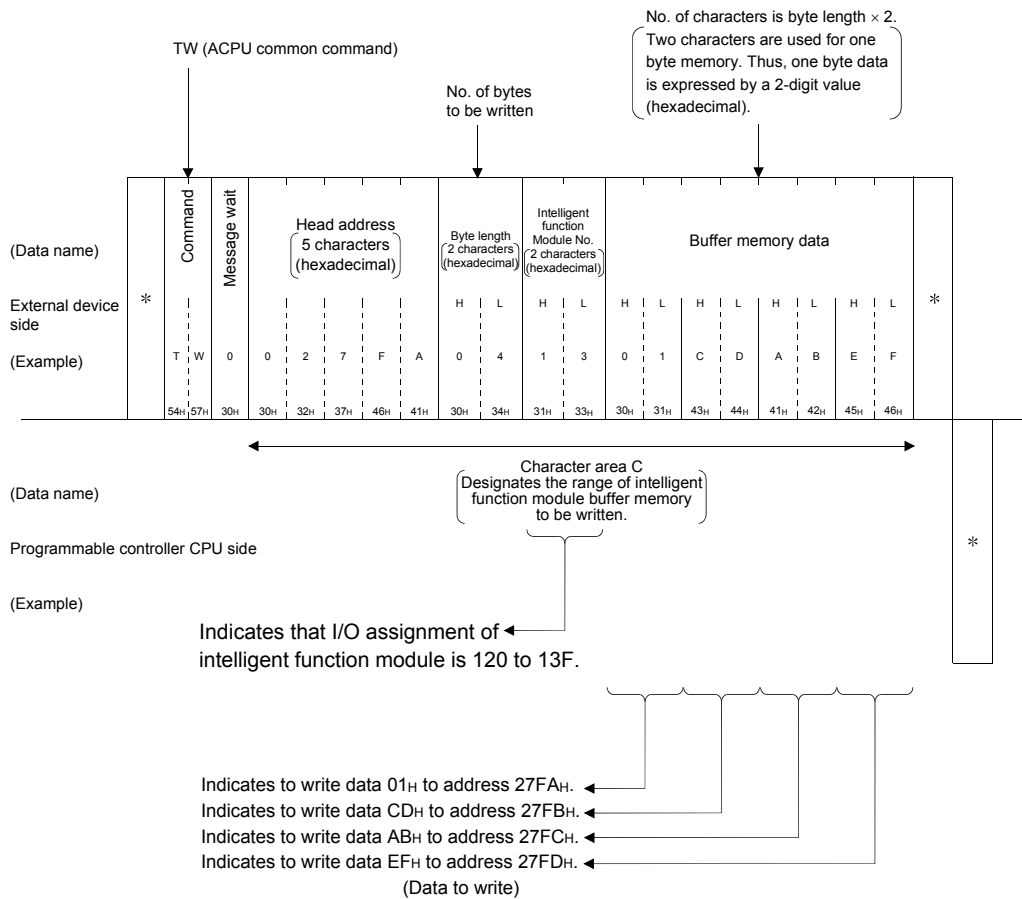 No. of characters is byte length × 2.
Two characters are used for one
byte memory. Thus, one byte data
is expressed by a 2-digit value
(hexadecimal).
TW (ACPU common command)
No. of bytes
to be written
(Data name)
Command
Message wait
Head address
5 characters
(hexadecimal)
Byte length
2 characters
(hexadecimal)
Intelligent
function
Module No.
2 characters
(hexadecimal)
Buffer memory data
External device
side
* H L H L H L H L H L H L *
(Example)
T W 0 0 2 7 F A 0 4 1 3 0 1 C D A B E F
54H 57H 30H 30H 32H 37H 46H 41H 30H 34H 31H 33H 30H 31H 43H 44H 41H 42H 45H 46H
Character area C
Designates the range of intelligent
function module buffer memory
to be written.
(Data name)
Programmable controller CPU side
*
(Example)
Indicates that I/O assignment of
intelligent function module is 120 to 13F.
Indicates to write data 01H to address 27FAH.
Indicates to write data CDH to address 27FBH.
Indicates to write data ABH to address 27FCH.
Indicates to write data EFH to address 27FDH.
(Data to write)